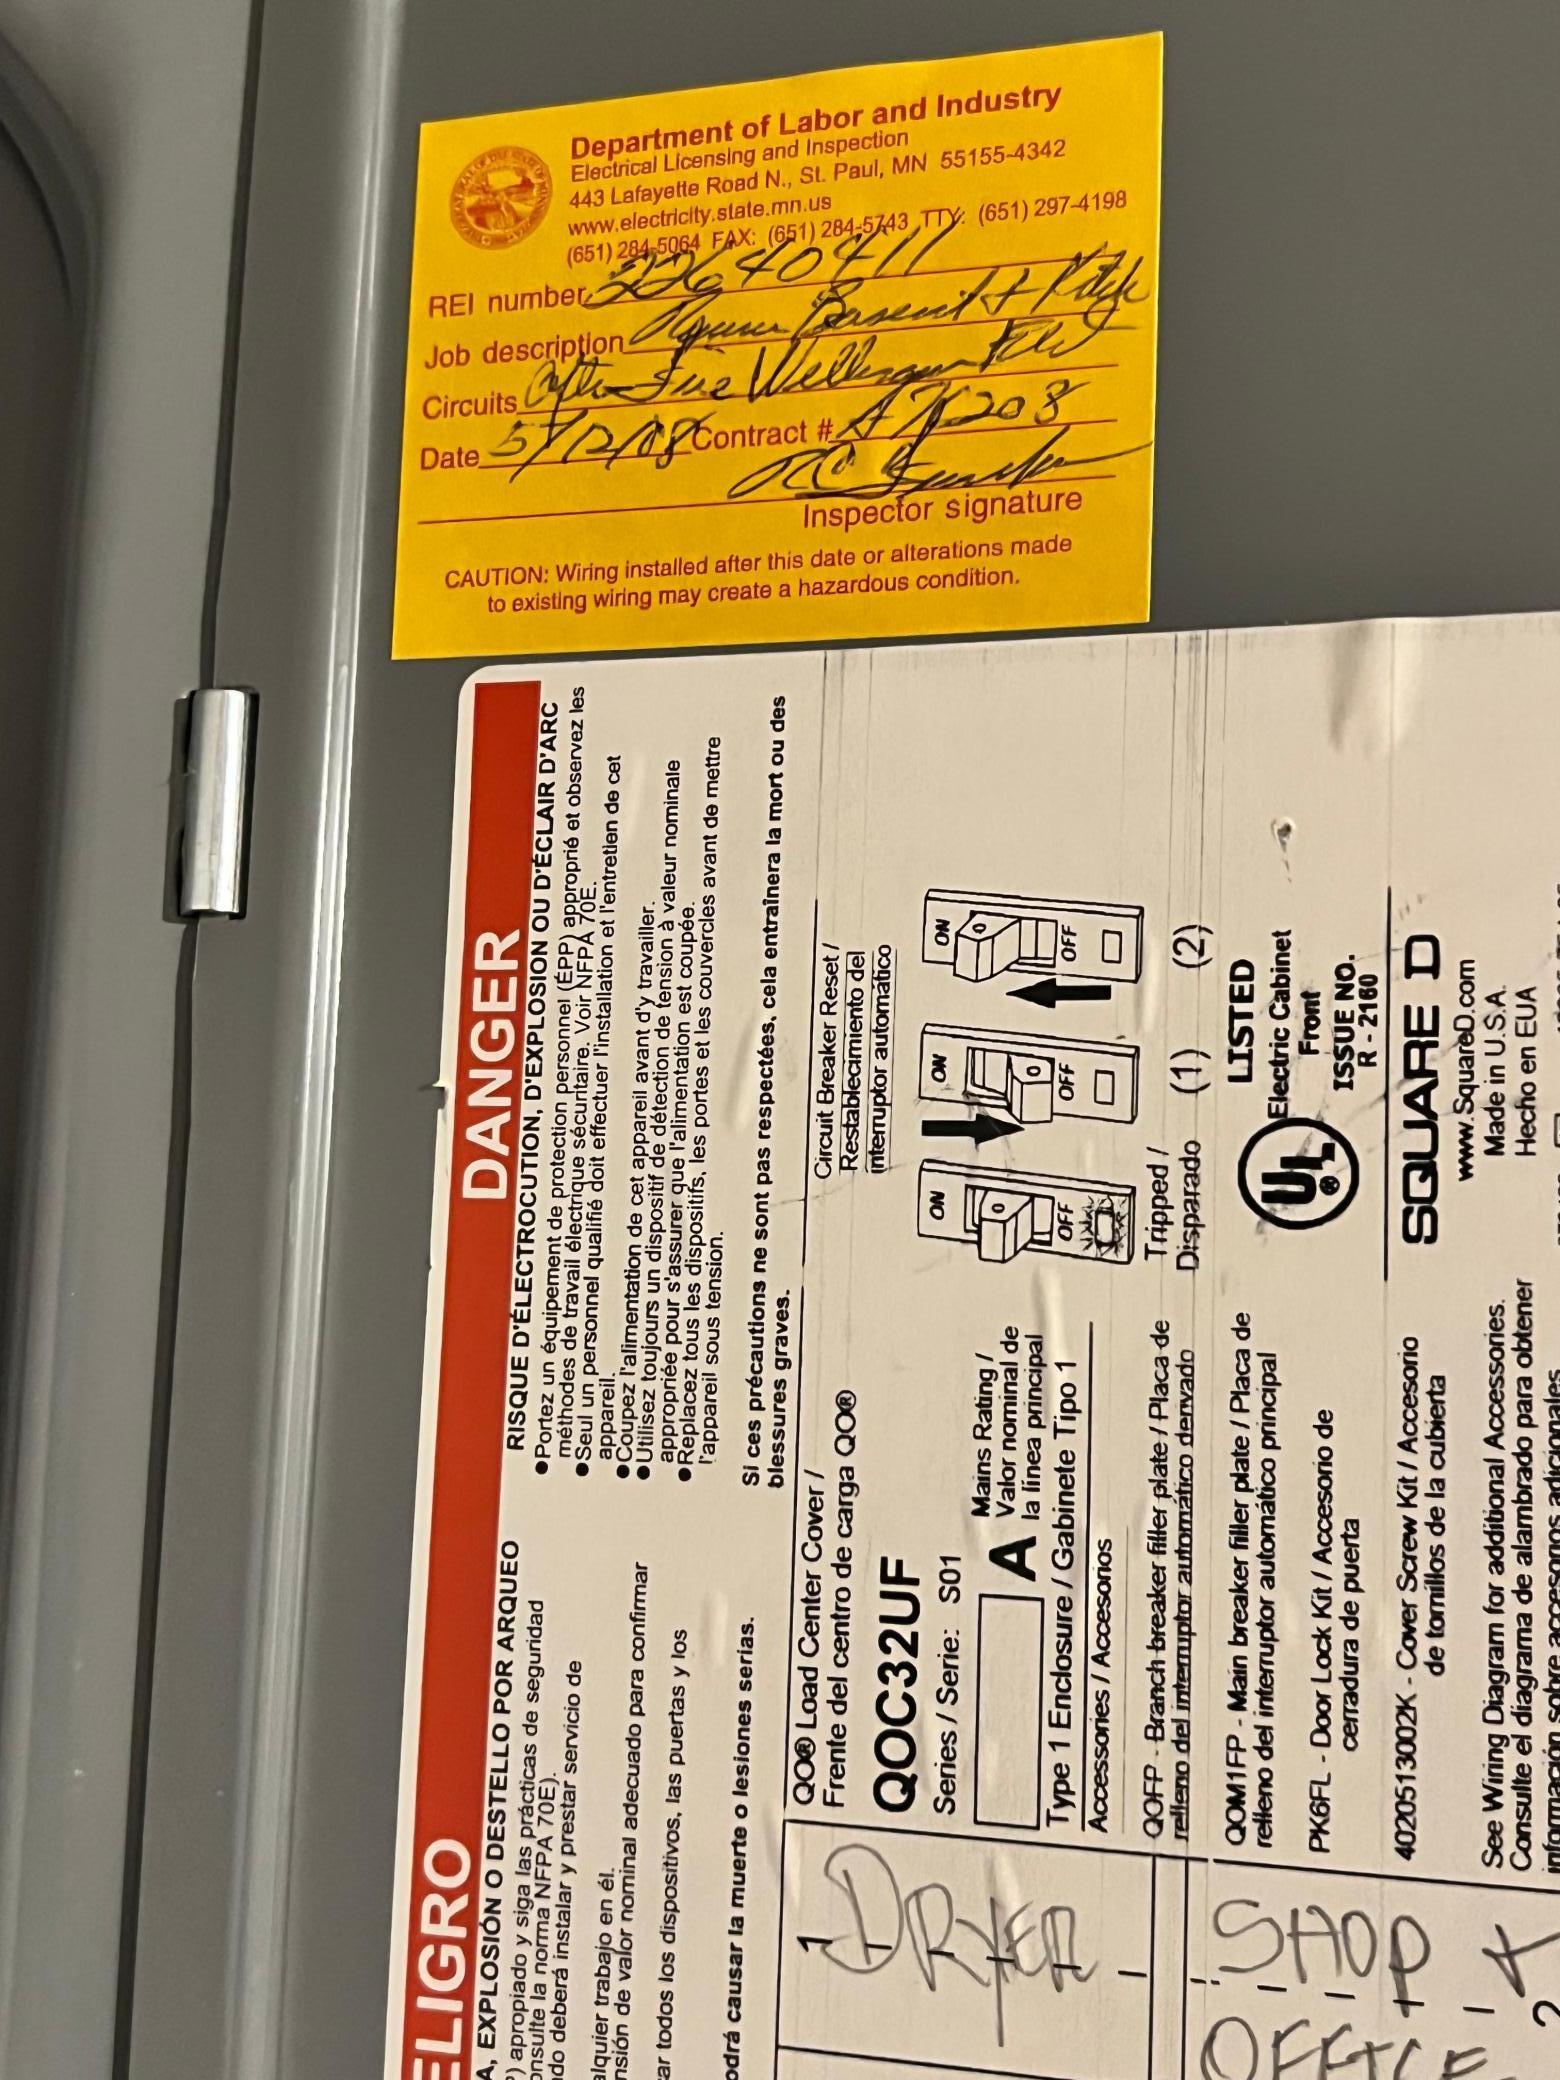 Department of Labor and Industry
Electrical Licensing and Inspection
443 Lafayette Road N., St. Paul, MN 55155-4342
www.electricity.state.mn.us
(651) 284-5064 FAX: (651) 284-5743 TTY: (651) 297-4198
REI number
Job description
Circuits After Fire
Date 5/12/08 Contract #
Inspector signature
CAUTION: Wiring installed after this date or alterations made
to existing wiring may create a hazardous condition.
ELIGRO
A, EXPLOSIÓN O DESTELLO POR ARQUEO
) apropiado y siga las prácticas de seguridad
onsulte la norma NFPA 70E).
do deberá instalar y prestar servicio de
alquier trabajo en él.
nsión de valor nominal adecuado para confirmar
car todos los dispositivos, las puertas y los
odrá causar la muerte o lesiones serias.
DANGER
RISQUE D'ÉLECTROCUTION, D'EXPLOSION OU D'ÉCLAIR D'ARC
●Portez un équipement de protection personnel (ÉPP) approprié et observez les
méthodes de travail électrique sécuritaire. Voir NFPA 70E.
●Seul un personnel qualifié doit effectuer l'installation et l'entretien de cet
appareil.
●Coupez l'alimentation de cet appareil avant d'y travailler.
●Utilisez toujours un dispositif de détection de tension à valeur nominale
appropriée pour s'assurer que l'alimentation est coupée.
●Replacez tous les dispositifs, les portes et les couvercles avant de mettre
l'appareil sous tension.
Si ces précautions ne sont pas respectées, cela entraînera la mort ou des
blessures graves.
QO® Load Center Cover /
Frente del centro de carga QO®
QOC32UF
Series / Serie: S01
A
Mains Rating /
Valor nominal de
la línea principal
Type 1 Enclosure / Gabinete Tipo 1
Accessories / Accesorios
QOFP - Branch breaker filler plate / Placa de
relleno del interruptor automático derivado
QOM1FP - Main breaker filler plate / Placa de
relleno del interruptor automático principal
PK6FL - Door Lock Kit / Accesorio de
cerradura de puerta
4020513002K - Cover Screw Kit / Accesorio
de tornillos de la cubierta
See Wiring Diagram for additional Accessories.
Consulte el diagrama de alambrado para obtener
información sobre accesorios adicionales
Circuit Breaker Reset /
Restablecimiento del
interruptor automático
ON
OFF
ON
OFF
ON
OFF
Tripped /
Disparado
(1)
(2)
UL®
LISTED
Electric Cabinet
Front
ISSUE NO.
R - 2160
SQUARE D
www.SquareD.com
Made in U.S.A.
Hecho en EUA
1
DRYER
SHOP
OFFICE
2